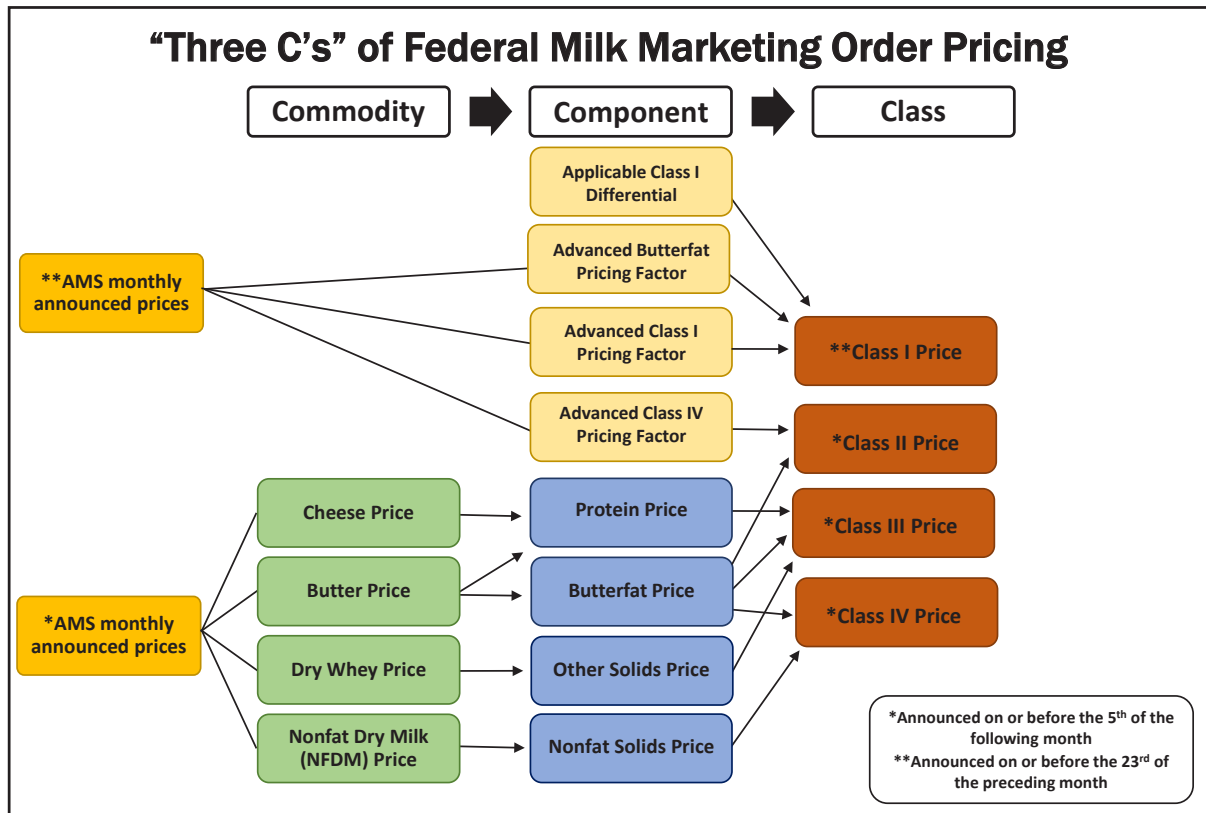 “Three C’s” of Federal Milk Marketing Order Pricing
Commodity
Component
Class
Applicable Class I
Differential
**AMS monthly
announced prices
Advanced Butterfat
Pricing Factor
Advanced Class I
Pricing Factor
**Class I Price
Advanced Class IV
Pricing Factor
*Class II Price
Cheese Price
Protein Price
*Class III Price
Butter Price
Butterfat Price
*Class IV Price
*AMS monthly
announced prices
Dry Whey Price
Other Solids Price
Nonfat Dry Milk
(NFDM) Price
Nonfat Solids Price
*Announced on or before the 5th of the
following month
**Announced on or before the 23rd of
the preceding month